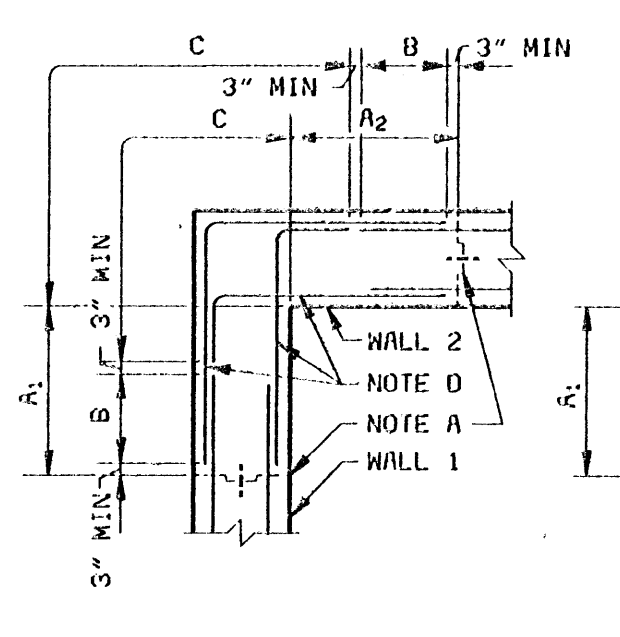 C
B
3" MIN
3" MIN
C
A2
3" MIN
A1
B
3" MIN
WALL 2
NOTE D
NOTE A
WALL 1
A1